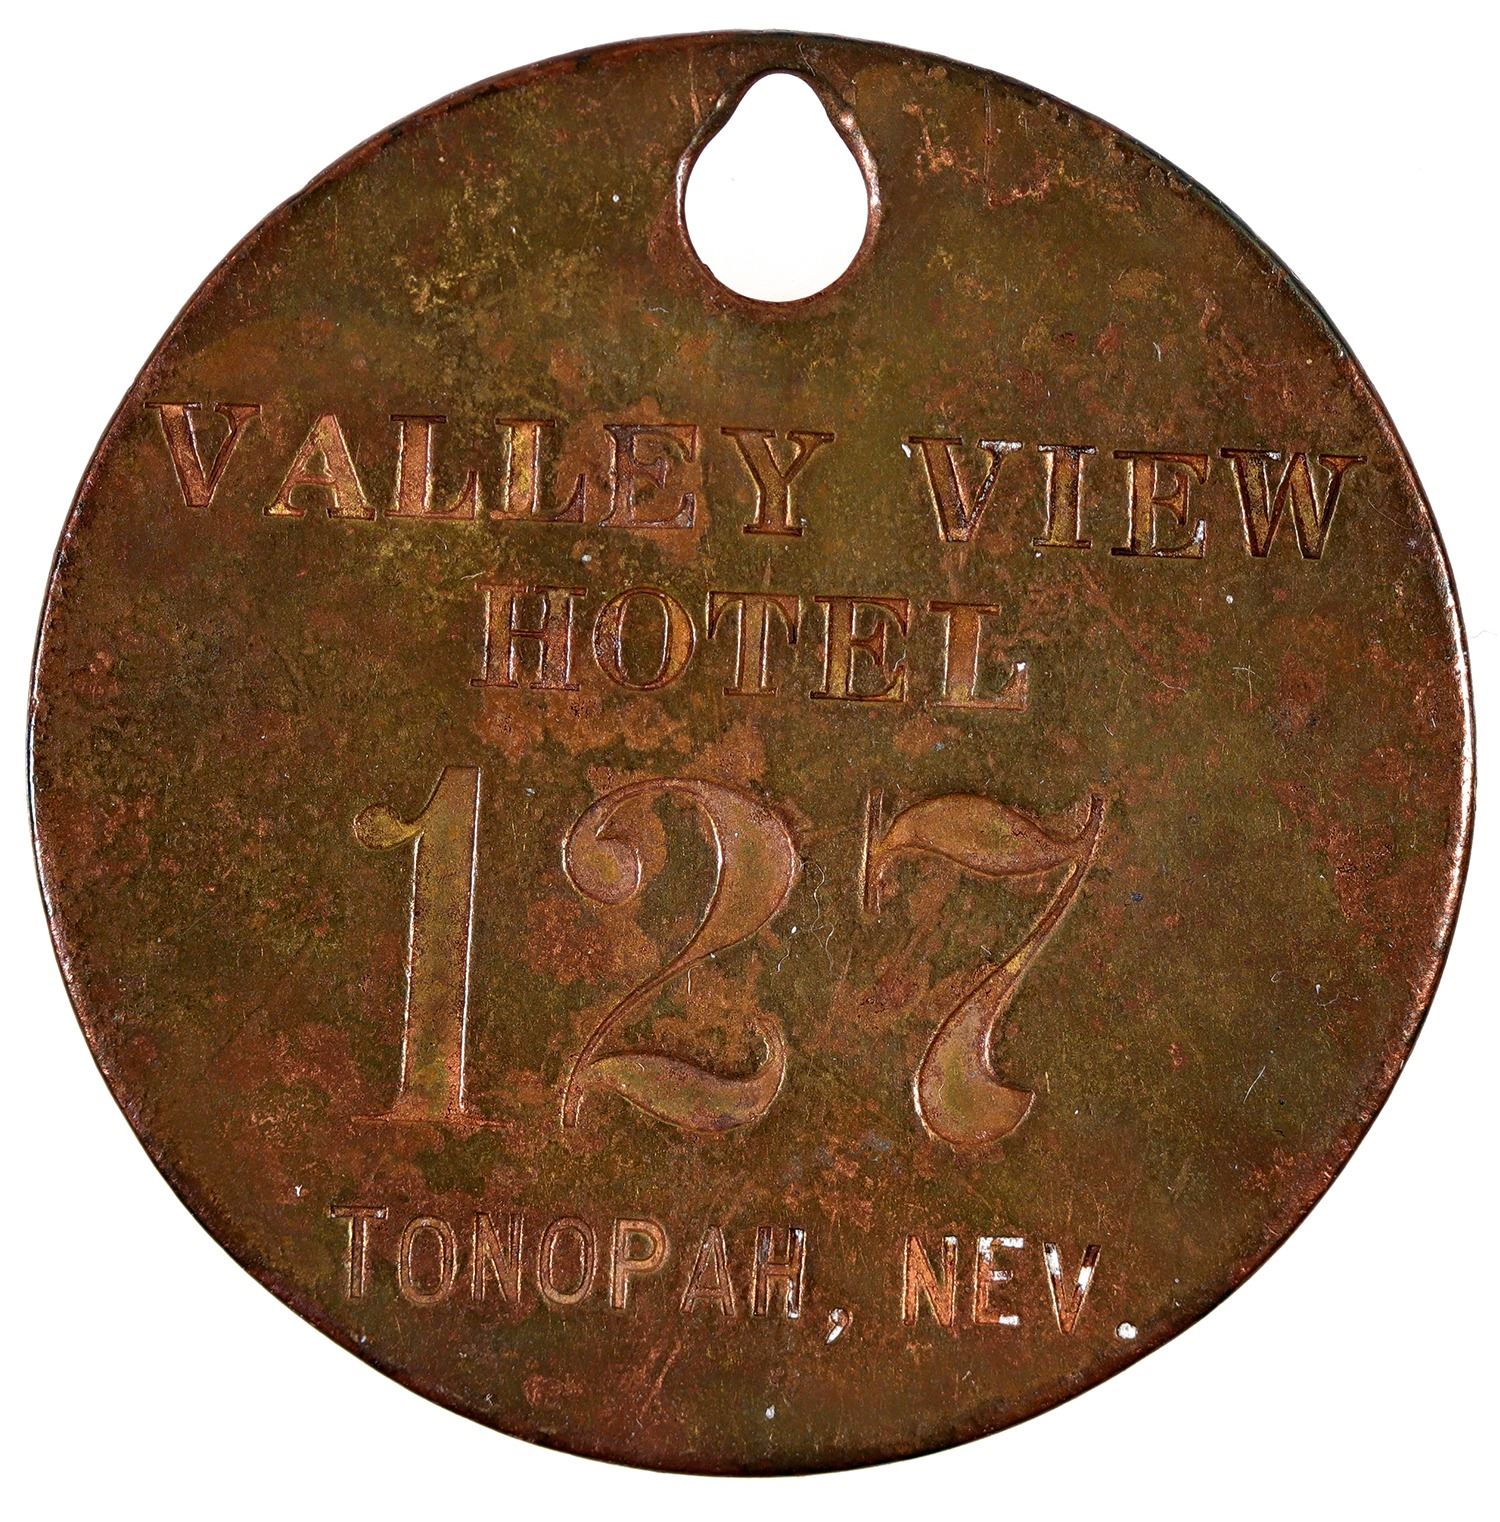 VALLEY VIEW
HOTEL
127
TONOPAH, NEV.